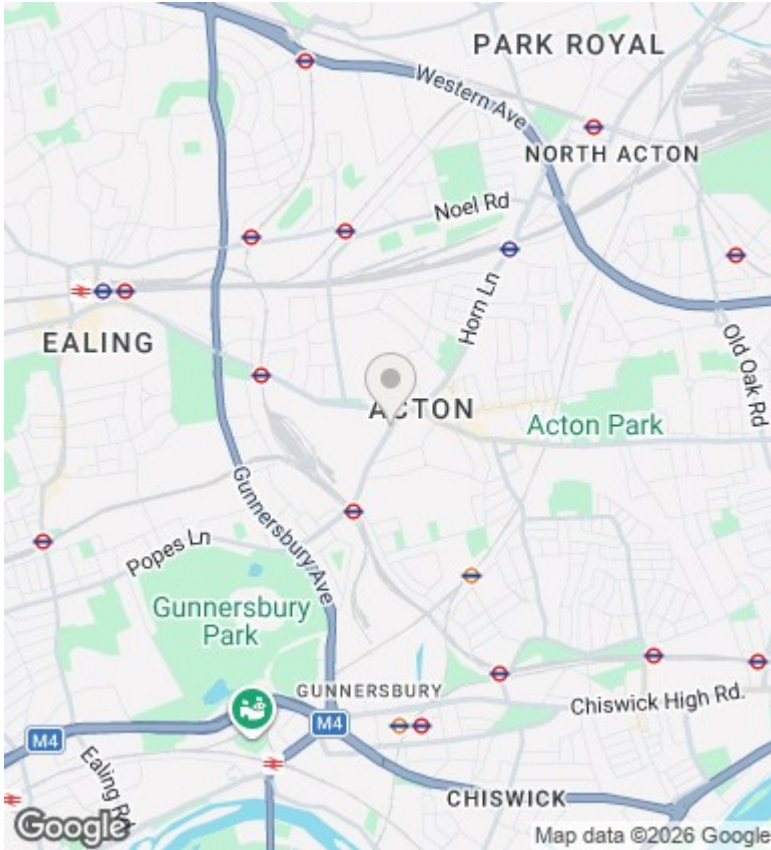 PARK ROYAL
Western Ave
NORTH ACTON
Noel Rd
Horn Ln
EALING
Old Oak Rd
ACTON
Acton Park
Gunnersbury Ave
Popes Ln
Gunnersbury
Park
GUNNERSBURY
Chiswick High Rd.
M4
M4
Ealing Rd
CHISWICK
Google
Map data ©2026 Google